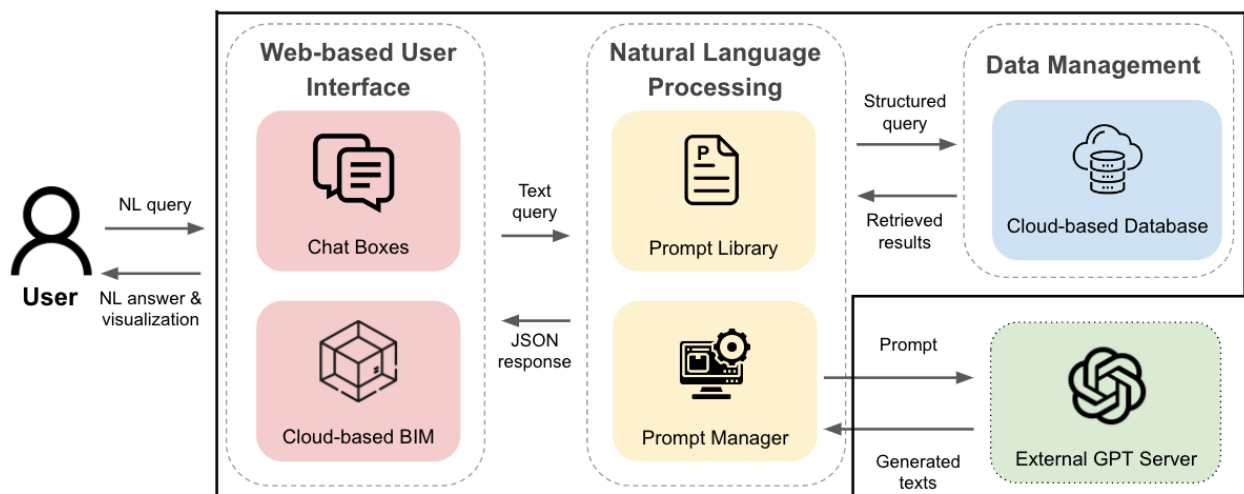 Web-based User
Interface
Natural Language
Processing
Data Management
Structured
query
P
NL query
Text
query
Chat Boxes
Prompt Library
Retrieved
results
Cloud-based Database
User
NL answer &
visualization
JSON
response
Prompt
Cloud-based BIM
Prompt Manager
Generated
texts
External GPT Server